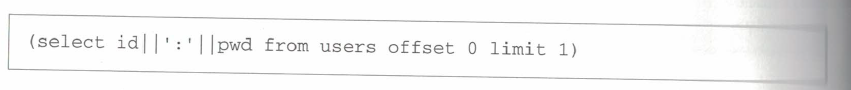 (select id||':'||pwd from users offset 0 limit 1)